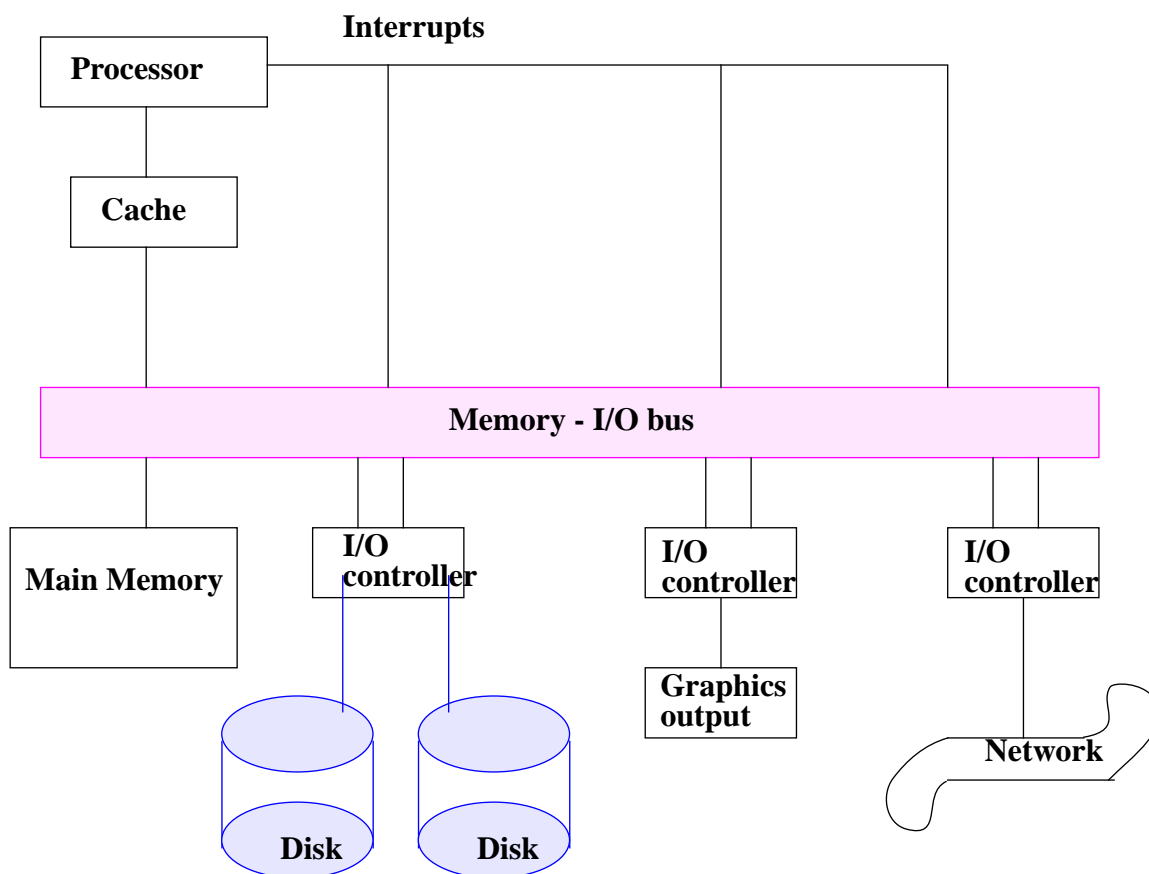 Interrupts
Processor
Cache
Memory - I/O bus
Main Memory
I/O
controller
I/O
controller
I/O
controller
Graphics
output
Network
Disk
Disk